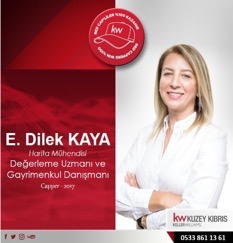 kw
E. Dilek KAYA
Harita Mühendisi
Değerleme Uzmanı ve
Gayrimenkul Danışmanı
Capper - 2017
kw KUZEY KIBRIS
KELLERWILLIAMS
0533 861 13 61